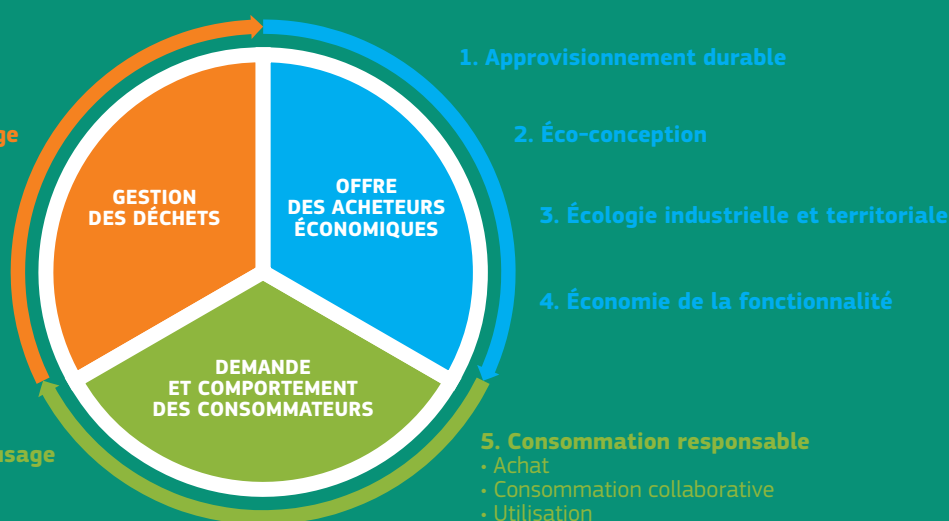 1. Approvisionnement durable
2. Éco-conception
3. Écologie industrielle et territoriale
4. Économie de la fonctionnalité
5. Consommation responsable
• Achat
• Consommation collaborative
• Utilisation
GESTION
DES DÉCHETS
OFFRE
DES ACHETEURS
ÉCONOMIQUES
DEMANDE
ET COMPORTEMENT
DES CONSOMMATEURS